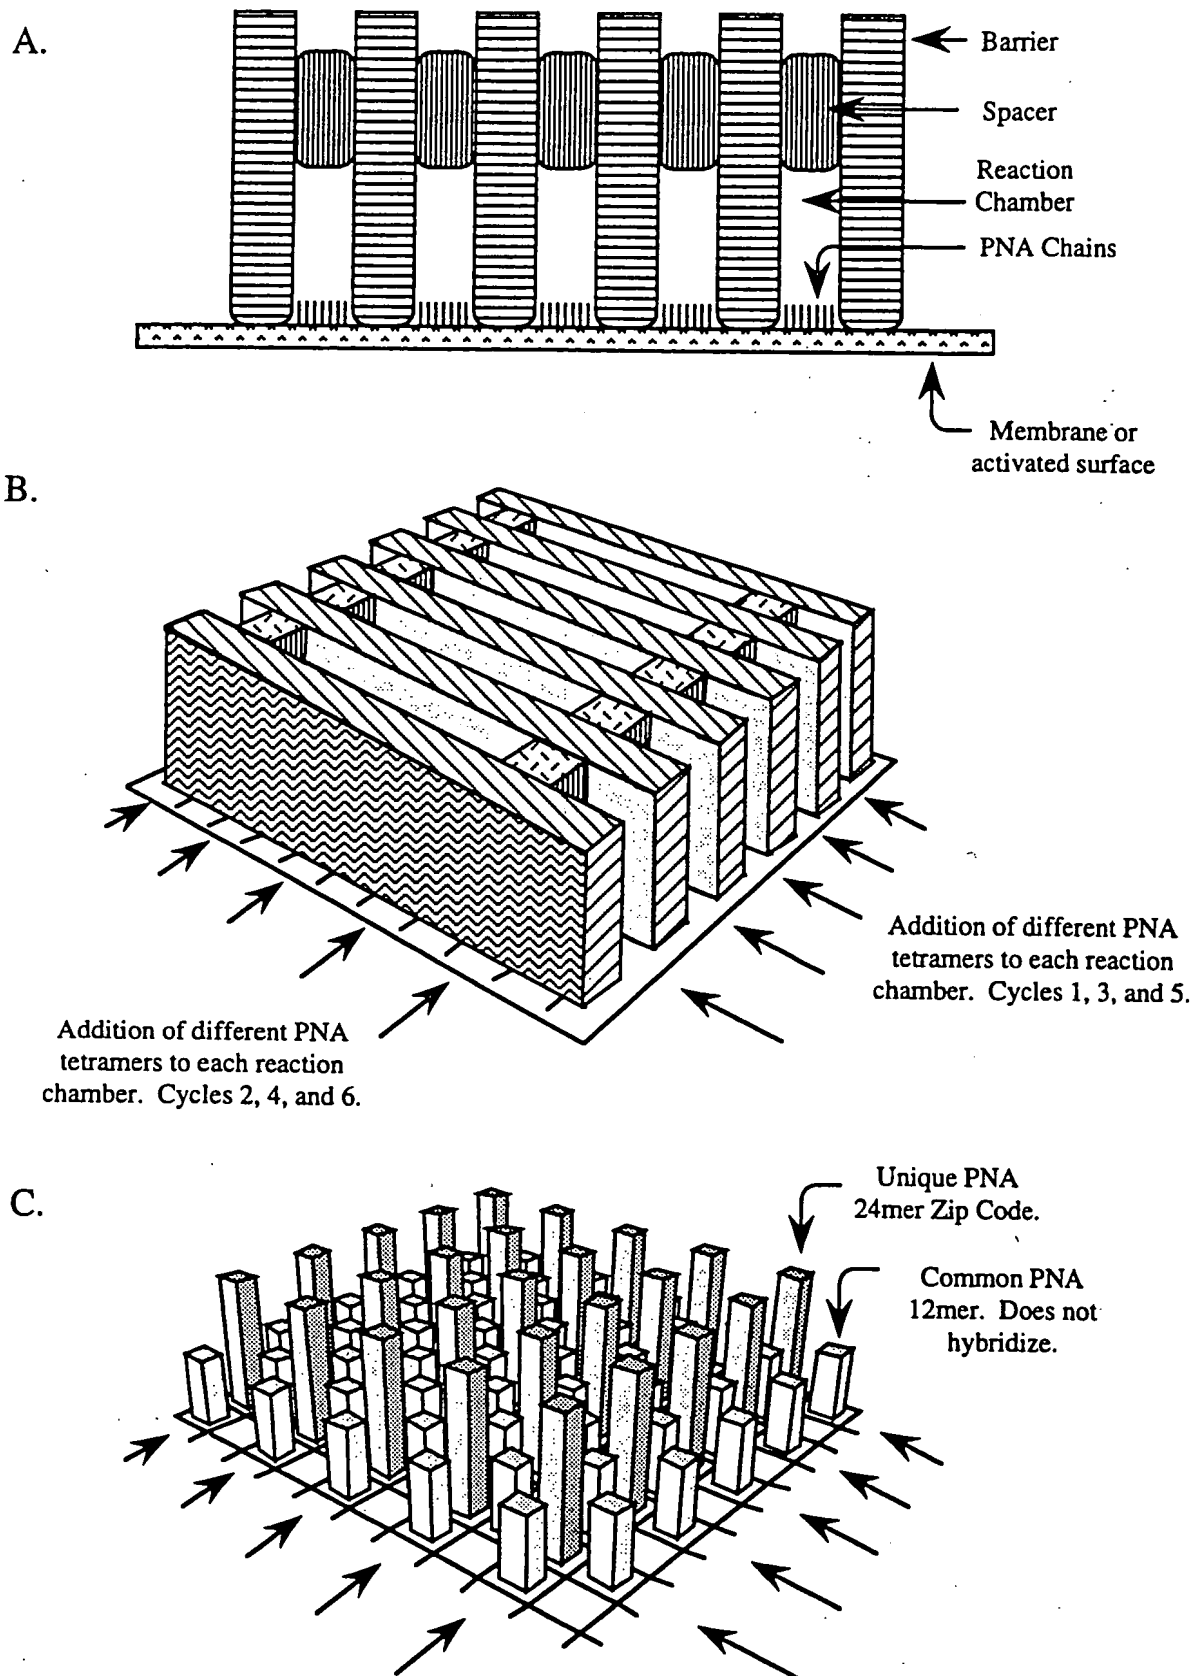 A.
Barrier
Spacer
Reaction
Chamber
PNA Chains
Membrane or
activated surface
B.
Addition of different PNA
tetramers to each reaction
chamber. Cycles 1, 3, and 5.
Addition of different PNA
tetramers to each reaction
chamber. Cycles 2, 4, and 6.
C.
Unique PNA
24mer Zip Code.
Common PNA
12mer. Does not
hybridize.